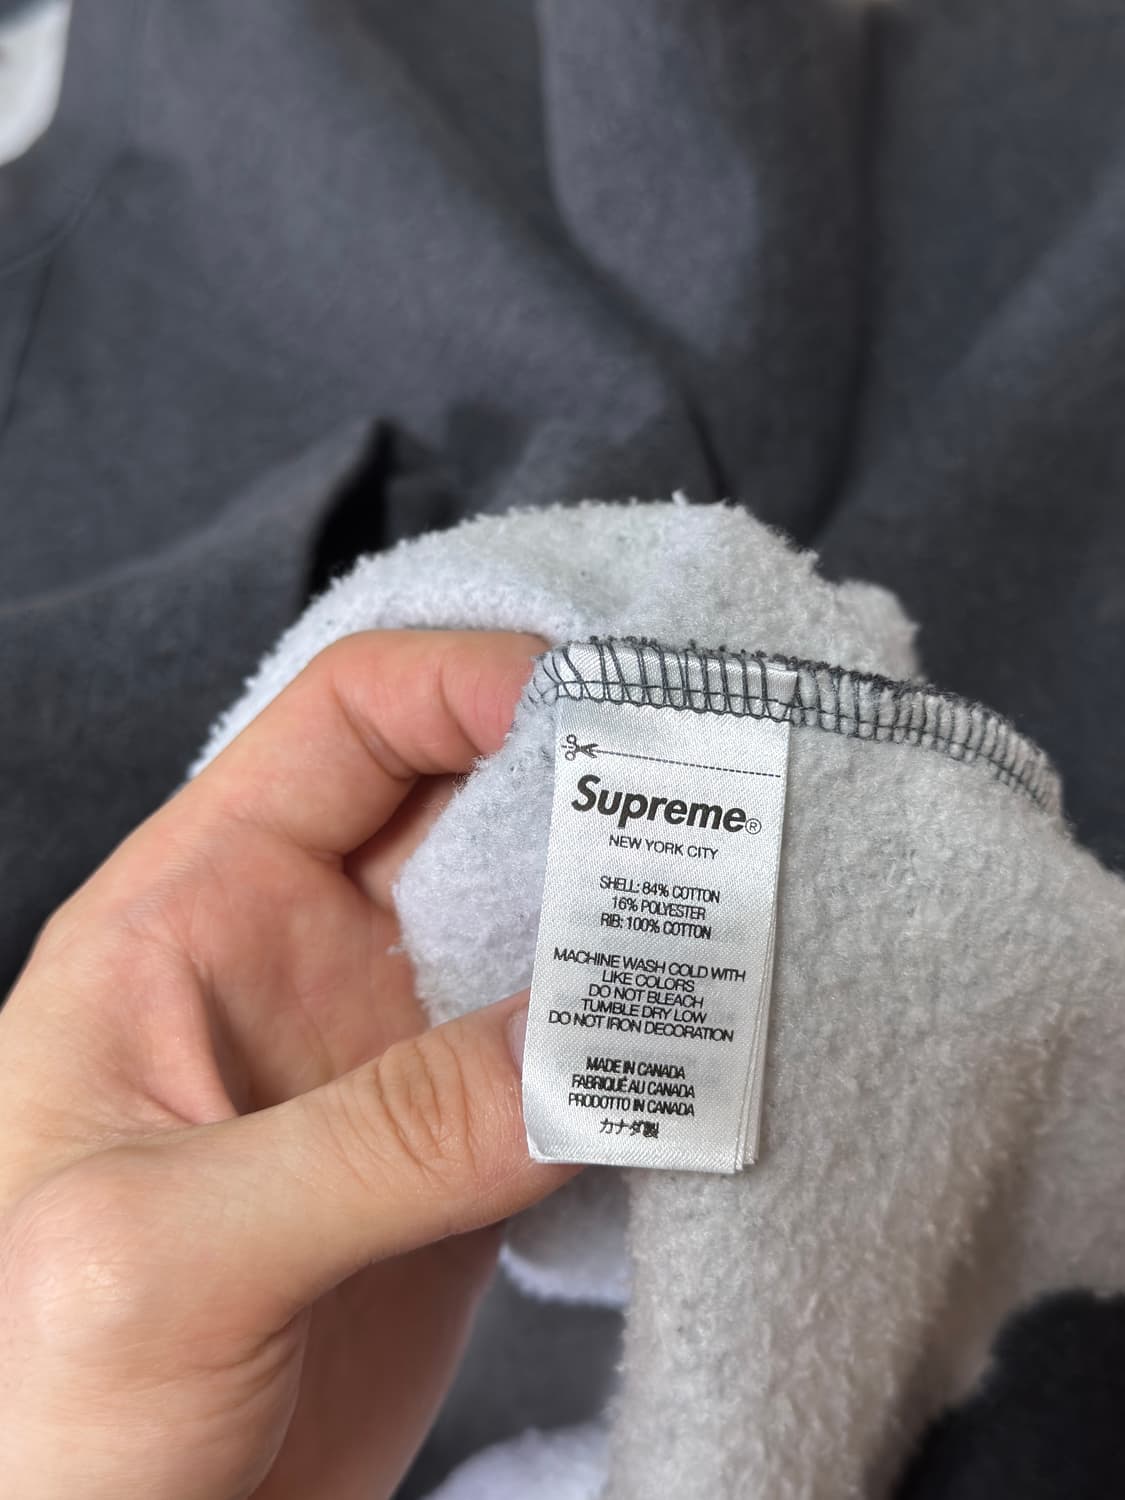 Supreme®
NEW YORK CITY
SHELL: 84% COTTON
16% POLYESTER
RIB: 100% COTTON
MACHINE WASH COLD WITH
LIKE COLORS
DO NOT BLEACH
TUMBLE DRY LOW
DO NOT IRON DECORATION
MADE IN CANADA
FABRIQUÉ AU CANADA
PRODOTTO IN CANADA
カナダ製